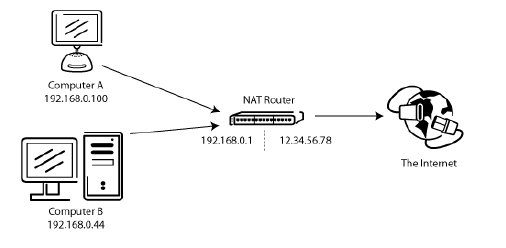 Computer A
192.168.0.100
NAT Router
192.168.0.1
12.34.56.78
The Internet
Computer B
192.168.0.44